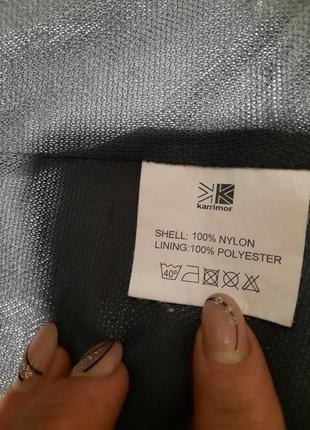 karrimor
SHELL: 100% NYLON
LINING:100% POLYESTER
40°